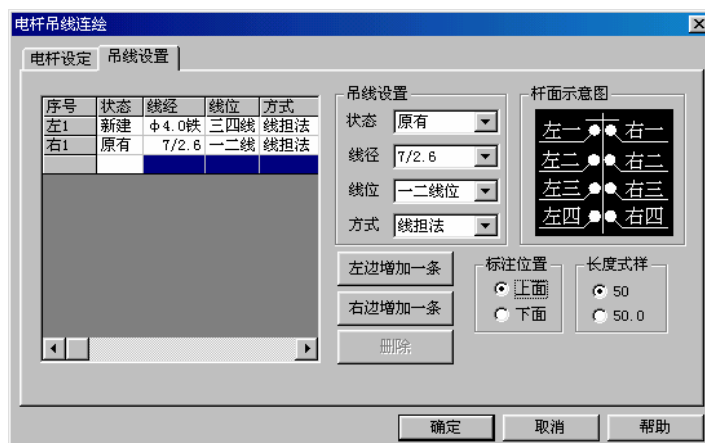 电杆吊线连绘
电杆设定 吊线设置
序号 状态 线经 线位 方式
左1 新建 φ4.0铁 三四线 线担法
右1 原有 7/2.6 一二线 线担法
吊线设置
状态 原有
线径 7/2.6
线位 一二线位
方式 线担法
杆面示意图
左一 右一
左二 右二
左三 右三
左四 右四
左边增加一条
右边增加一条
删除
标注位置
上面
下面
长度式样
50
50.0
确定 取消 帮助